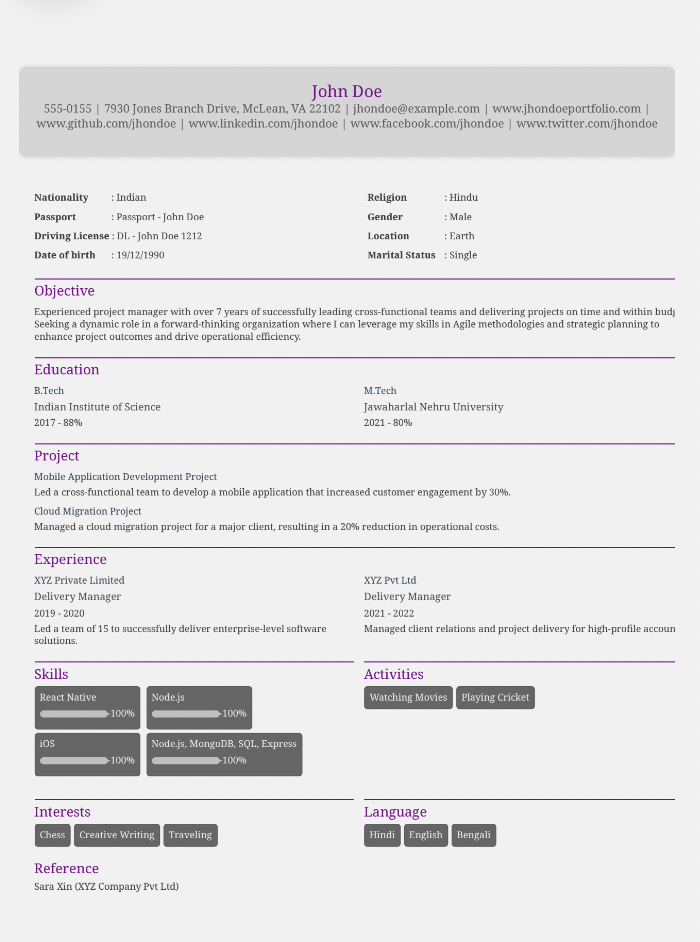 John Doe
555-0155 | 7930 Jones Branch Drive, McLean, VA 22102 | jhondoe@example.com | www.jhondoeportfolio.com |
www.github.com/jhondoe | www.linkedin.com/jhondoe | www.facebook.com/jhondoe | www.twitter.com/jhondoe
Nationality : Indian
Religion : Hindu
Passport : Passport - John Doe
Gender : Male
Driving License : DL - John Doe 1212
Location : Earth
Date of birth : 19/12/1990
Marital Status : Single
Objective
Experienced project manager with over 7 years of successfully leading cross-functional teams and delivering projects on time and within
Seeking a dynamic role in a forward-thinking organization where I can leverage my skills in Agile methodologies and strategic planning to
enhance project outcomes and drive operational efficiency.
Education
B.Tech
Indian Institute of Science
2017 - 88%
M.Tech
Jawaharlal Nehru University
2021 - 80%
Project
Mobile Application Development Project
Led a cross-functional team to develop a mobile application that increased customer engagement by 30%.
Cloud Migration Project
Managed a cloud migration project for a major client, resulting in a 20% reduction in operational costs.
Experience
XYZ Private Limited
Delivery Manager
2019 - 2020
Led a team of 15 to successfully deliver enterprise-level software
solutions.
XYZ Pvt Ltd
Delivery Manager
2021 - 2022
Managed client relations and project delivery for high-profile
Skills
React Native
100%
Node.js
100%
iOS
100%
Node.js, MongoDB, SQL, Express
100%
Activities
Watching Movies
Playing Cricket
Interests
Chess
Creative Writing
Traveling
Language
Hindi
English
Bengali
Reference
Sara Xin (XYZ Company Pvt Ltd)